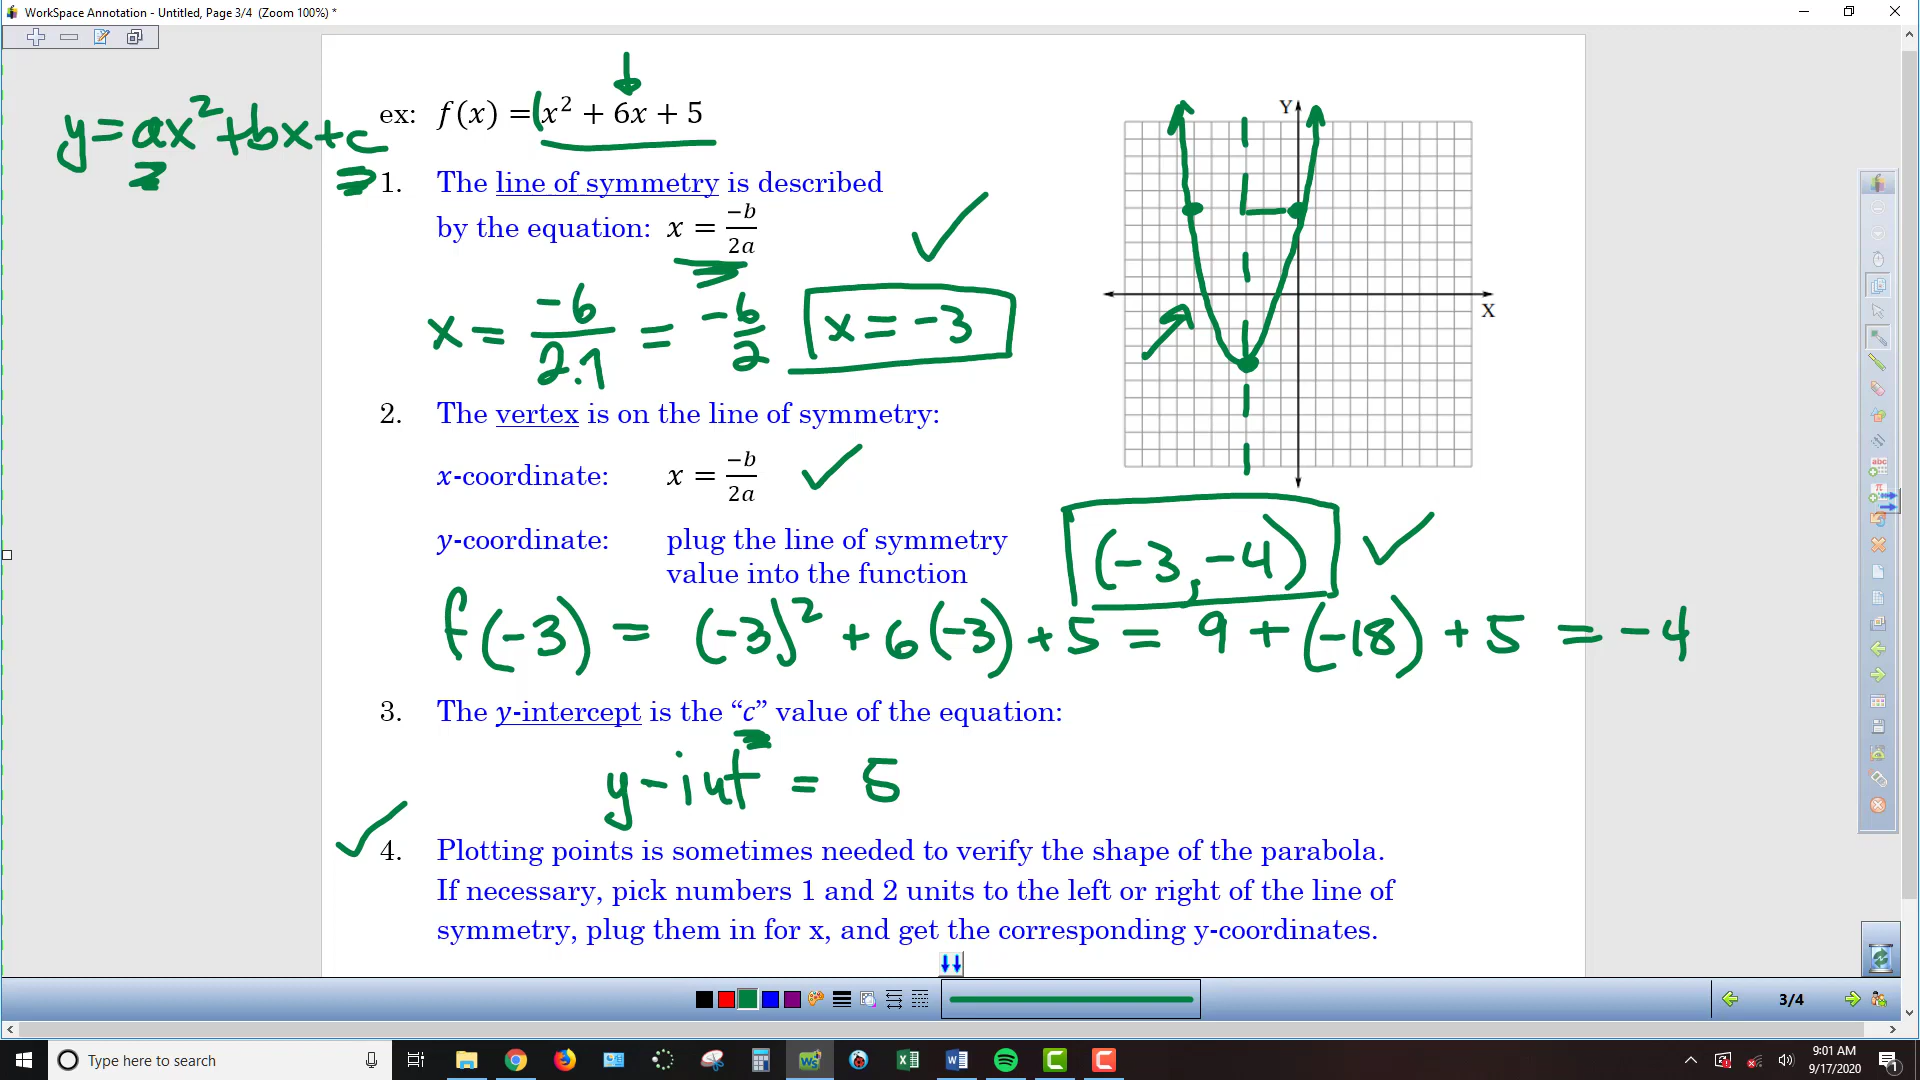 WorkSpace Annotation - Untitled, Page 3/4 (Zoom 100%) *
y=ax²+bx+c
ex: f(x) = (x² + 6x + 5
1. The line of symmetry is described
by the equation: x = -b/2a
x = -6/2·1 = -6/2 x = -3
2. The vertex is on the line of symmetry:
x-coordinate: x = -b/2a
y-coordinate: plug the line of symmetry
value into the function
Y
X
(-3,-4)
f(-3) = (-3)² + 6(-3)+5 = 9+(-18)+5 = -4
3. The y-intercept is the “c” value of the equation:
y-int = 5
4. Plotting points is sometimes needed to verify the shape of the parabola.
If necessary, pick numbers 1 and 2 units to the left or right of the line of
symmetry, plug them in for x, and get the corresponding y-coordinates.
3/4
Type here to search
9:01 AM
9/17/2020